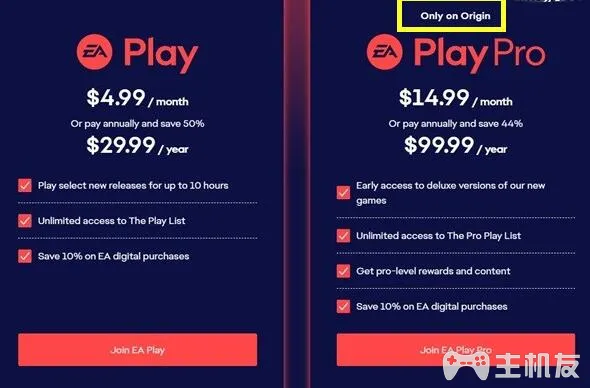 EA Play
$4.99 / month
Or pay annually and save 50%
$29.99 / year
Play select new releases for up to 10 hours
Unlimited access to The Play List
Save 10% on EA digital purchases
Join EA Play
Only on Origin
EA Play Pro
$14.99 / month
Or pay annually and save 44%
$99.99 / year
Early access to deluxe versions of our new
games
Unlimited access to The Pro Play List
Get pro-level rewards and content
Save 10% on EA digital purchases
Join EA Play Pro
主机友